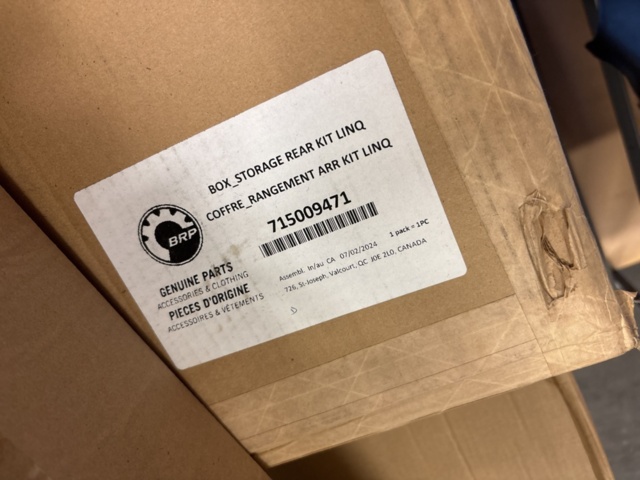 BOX_STORAGE REAR KIT LINQ
COFFRE_RANGEMENT ARR KIT LINQ
715009471
BRP
GENUINE PARTS
ACCESSORIES & CLOTHING
PIECES D'ORIGINE
ACCESSOIRES & VÊTEMENTS
Assembl. In/au CA 07/02/2024 1 pack = 1PC
726, St-Joseph, Valcourt, QC J0E 2L0, CANADA